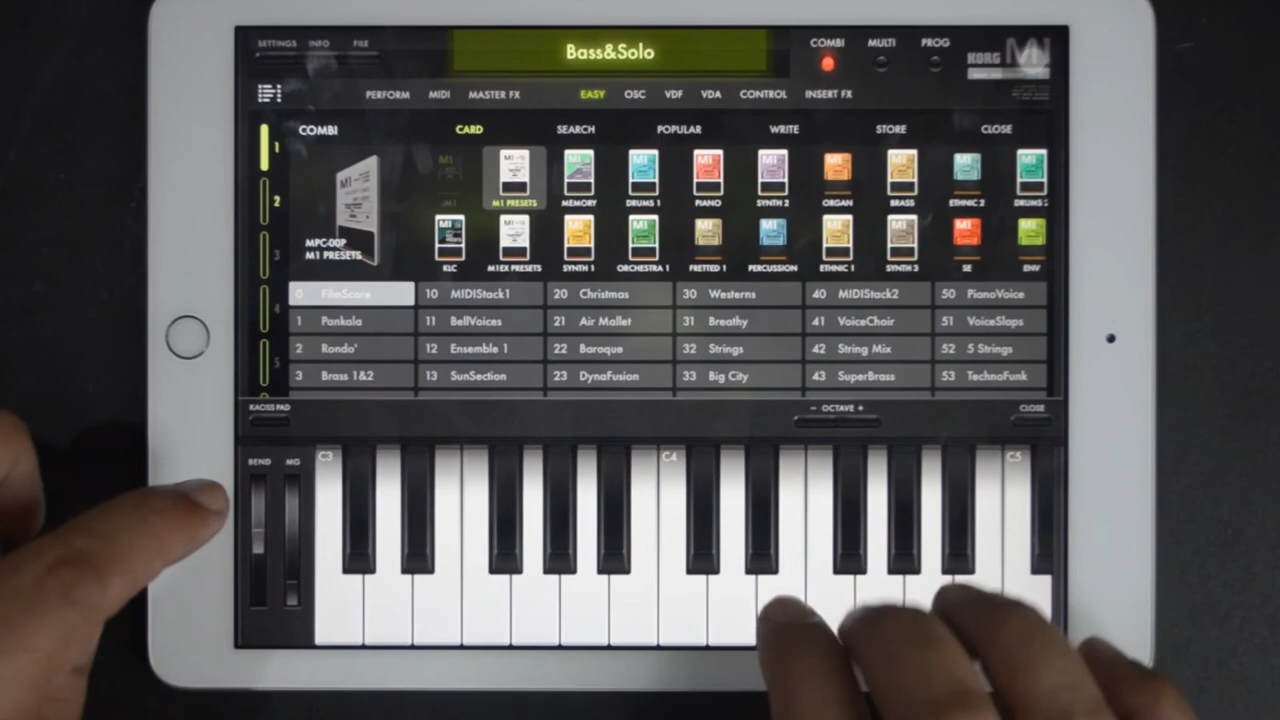 SETTINGS INFO FILE
Bass&Solo
COMBI MULTI PROG
KORG M1
PERFORM MIDI MASTER FX EASY OSC VDF VDA CONTROL INSERT FX
COMBI CARD SEARCH POPULAR WRITE STORE CLOSE
1
2
3
4
5
M1 PRESETS MEMORY DRUMS 1 PIANO SYNTH 2 ORGAN BRASS ETHNIC 2 DRUMS 2
MPC-00P
M1 PRESETS
KLC M1EX PRESETS SYNTH 1 ORCHESTRA 1 FRETTED 1 PERCUSSION ETHNIC 1 SYNTH 3 SE ENV
0 FilmScore 10 MIDIStack1 20 Christmas 30 Westerns 40 MIDIStack2 50 PianoVoice
1 Pankala 11 BellVoices 21 Air Mallet 31 Breathy 41 VoiceChoir 51 VoiceSlaps
2 Rondo' 12 Ensemble 1 22 Baroque 32 Strings 42 String Mix 52 5 Strings
3 Brass 1&2 13 SunSection 23 DynaFusion 33 Big City 43 SuperBrass 53 TechnoFunk
KAOSS PAD - OCTAVE + CLOSE
BEND MG C3 C4 C5